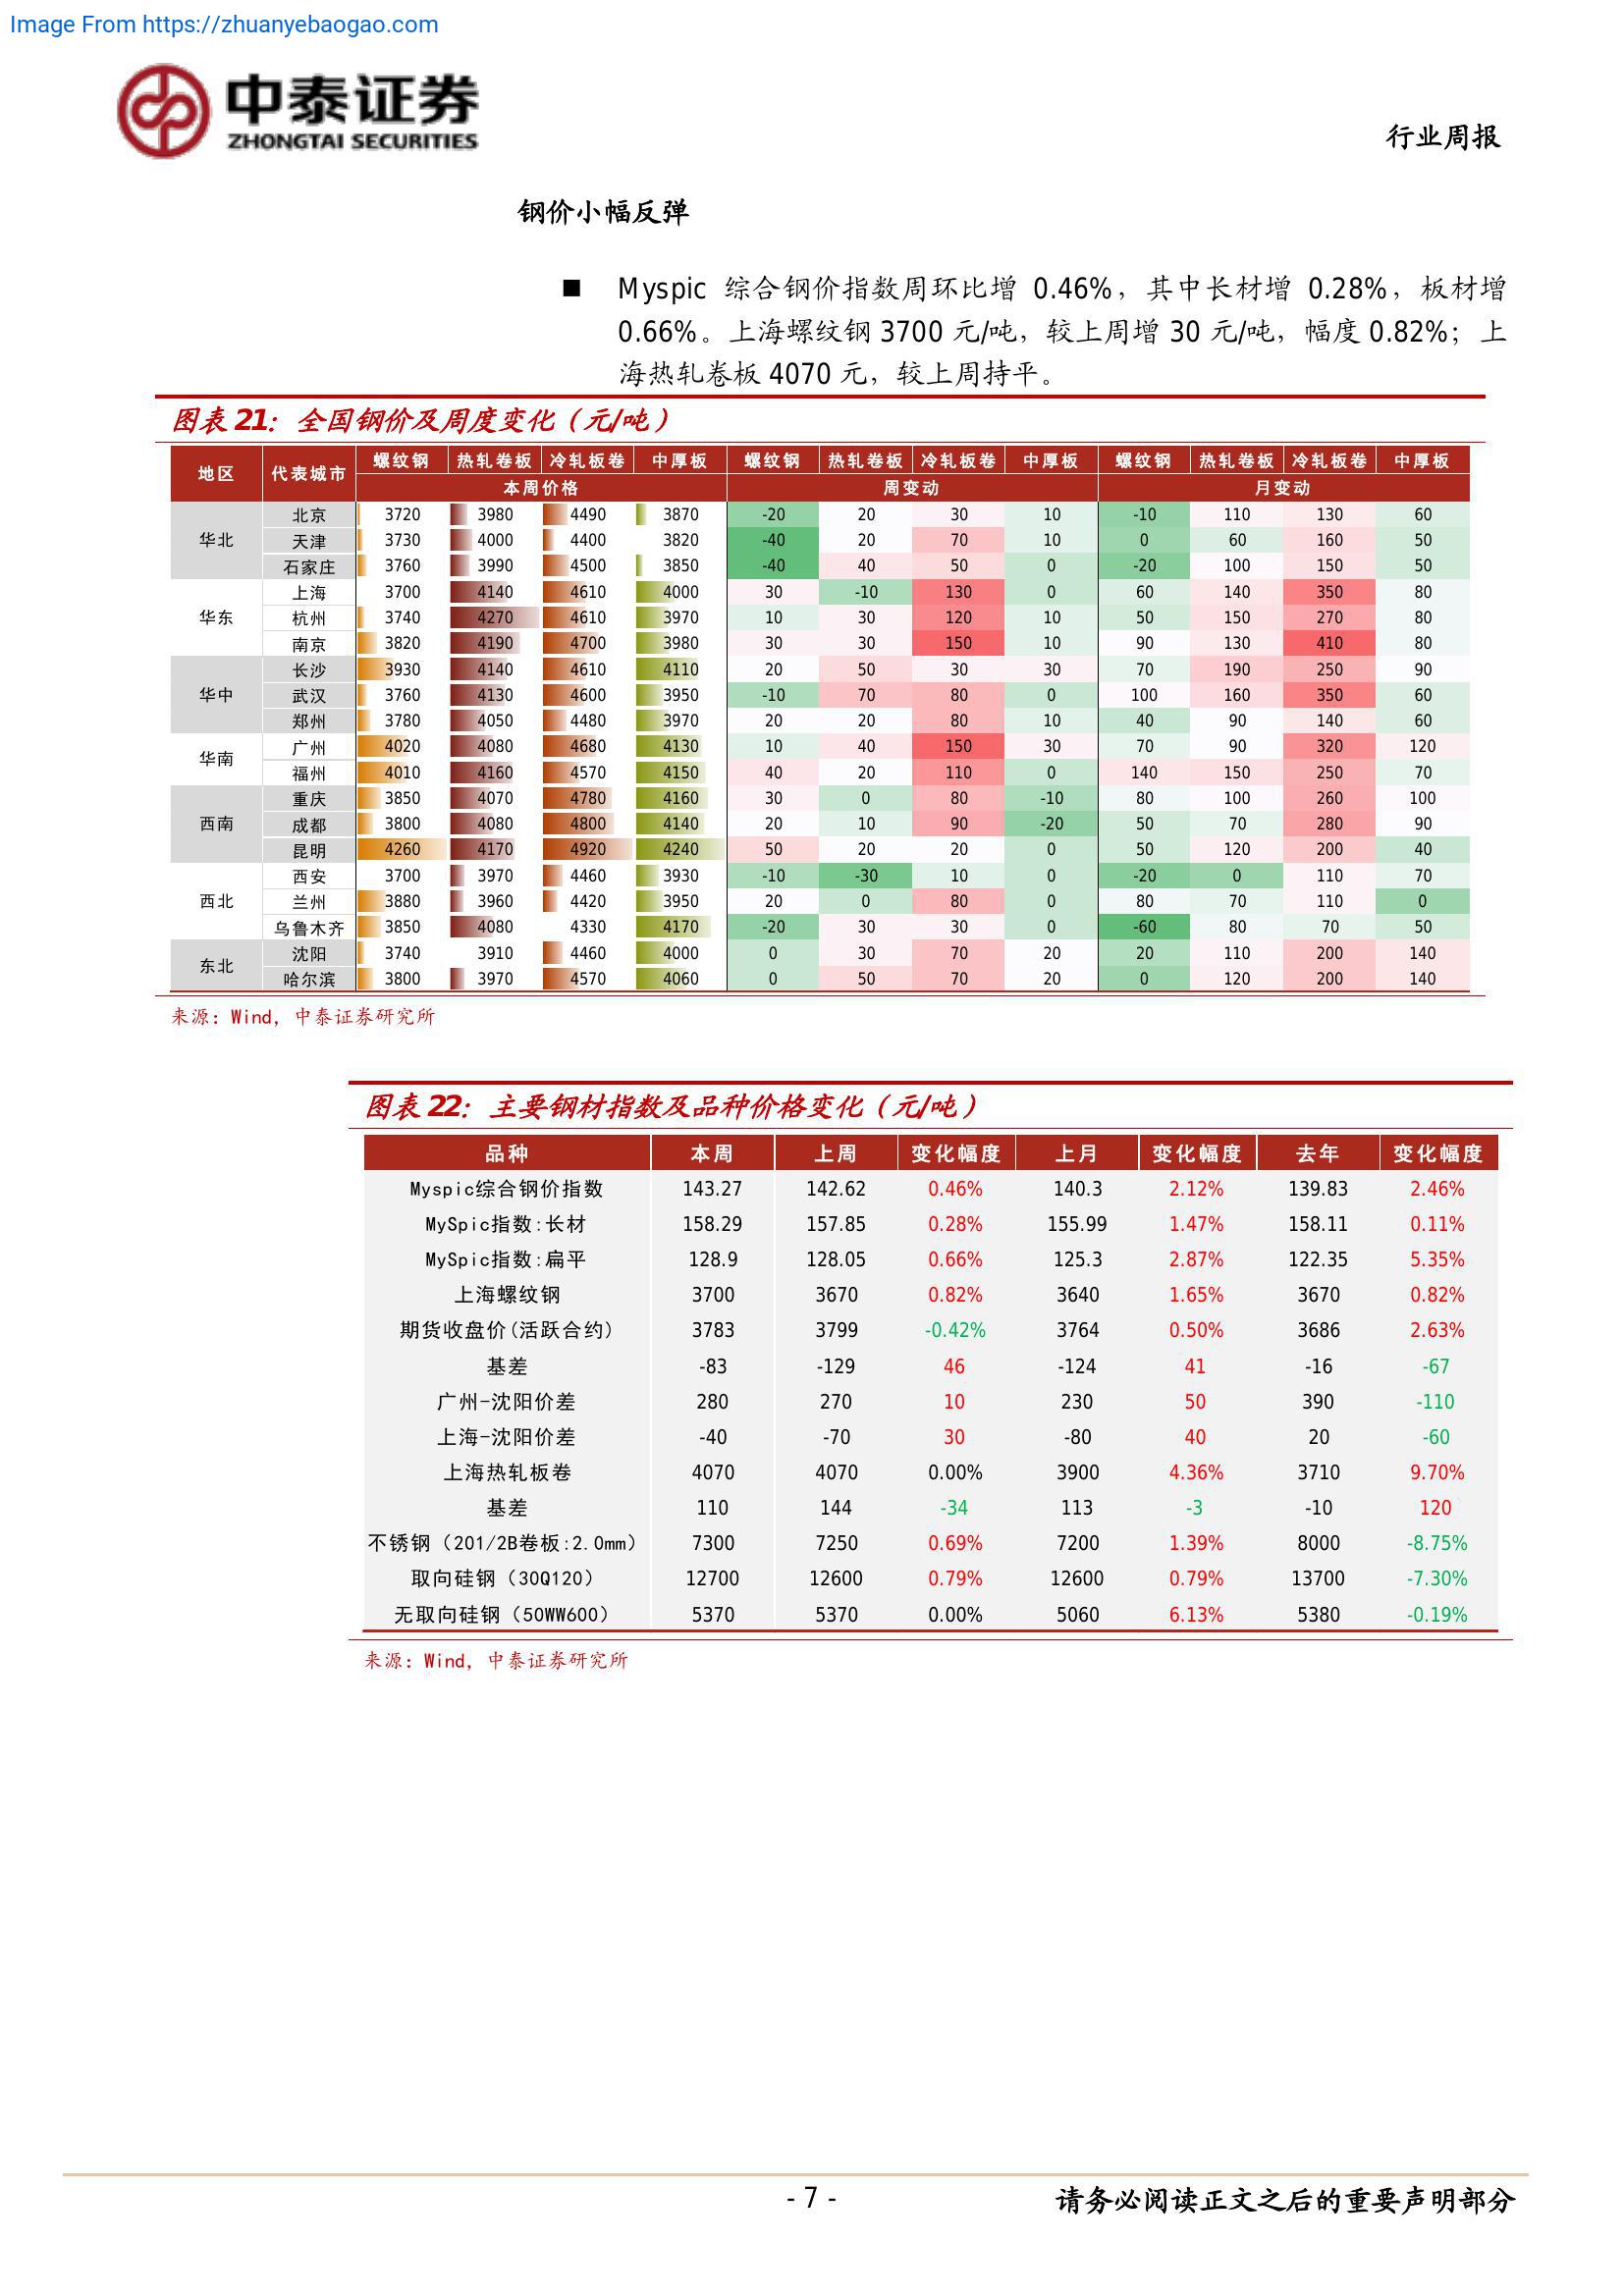 Image From https://zhuanyebaogao.com
中泰证券
ZHONGTAI SECURITIES
行业周报
钢价小幅反弹
■ Myspic 综合钢价指数周环比增 0.46%，其中长材增 0.28%，板材增
0.66%。上海螺纹钢 3700 元/吨，较上周增 30 元/吨，幅度 0.82%；上
海热轧卷板 4070 元，较上周持平。
图表 21：全国钢价及周度变化（元/吨）
地区 代表城市 螺纹钢 热轧卷板 冷轧板卷 中厚板 螺纹钢 热轧卷板 冷轧板卷 中厚板 螺纹钢 热轧卷板 冷轧板卷 中厚板
本周价格 周变动 月变动
华北 北京 3720 3980 4490 3870 -20 20 30 10 -10 110 130 60
天津 3730 4000 4400 3820 -40 20 70 10 0 60 160 50
石家庄 3760 3990 4500 3850 -40 40 50 0 -20 100 150 50
华东 上海 3700 4140 4610 4000 30 -10 130 0 60 140 350 80
杭州 3740 4270 4610 3970 10 30 120 10 50 150 270 80
南京 3820 4190 4700 3980 30 30 150 10 90 130 410 80
华中 长沙 3930 4140 4610 4110 20 50 30 30 70 190 250 90
武汉 3760 4130 4600 3950 -10 70 80 0 100 160 350 60
郑州 3780 4050 4480 3970 20 20 80 10 40 90 140 60
华南 广州 4020 4080 4680 4130 10 40 150 30 70 90 320 120
福州 4010 4160 4570 4150 40 20 110 0 140 150 250 70
西南 重庆 3850 4070 4780 4160 30 0 80 -10 80 100 260 100
成都 3800 4080 4800 4140 20 10 90 -20 50 70 280 90
昆明 4260 4170 4920 4240 50 20 20 0 50 120 200 40
西北 西安 3700 3970 4460 3930 -10 -30 10 0 -20 0 110 70
兰州 3880 3960 4420 3950 20 0 80 0 80 70 110 0
乌鲁木齐 3850 4080 4330 4170 -20 30 30 0 -60 80 70 50
东北 沈阳 3740 3910 4460 4000 0 30 70 20 20 110 200 140
哈尔滨 3800 3970 4570 4060 0 50 70 20 0 120 200 140
来源：Wind，中泰证券研究所
图表 22：主要钢材指数及品种价格变化（元/吨）
品种 本周 上周 变化幅度 上月 变化幅度 去年 变化幅度
Myspic综合钢价指数 143.27 142.62 0.46% 140.3 2.12% 139.83 2.46%
MySpic指数:长材 158.29 157.85 0.28% 155.99 1.47% 158.11 0.11%
MySpic指数:扁平 128.9 128.05 0.66% 125.3 2.87% 122.35 5.35%
上海螺纹钢 3700 3670 0.82% 3640 1.65% 3670 0.82%
期货收盘价(活跃合约) 3783 3799 -0.42% 3764 0.50% 3686 2.63%
基差 -83 -129 46 -124 41 -16 -67
广州-沈阳价差 280 270 10 230 50 390 -110
上海-沈阳价差 -40 -70 30 -80 40 20 -60
上海热轧板卷 4070 4070 0.00% 3900 4.36% 3710 9.70%
基差 110 144 -34 113 -3 -10 120
不锈钢（201/2B卷板:2.0mm） 7300 7250 0.69% 7200 1.39% 8000 -8.75%
取向硅钢（30Q120） 12700 12600 0.79% 12600 0.79% 13700 -7.30%
无取向硅钢（50WW600） 5370 5370 0.00% 5060 6.13% 5380 -0.19%
来源：Wind，中泰证券研究所
- 7 -
请务必阅读正文之后的重要声明部分